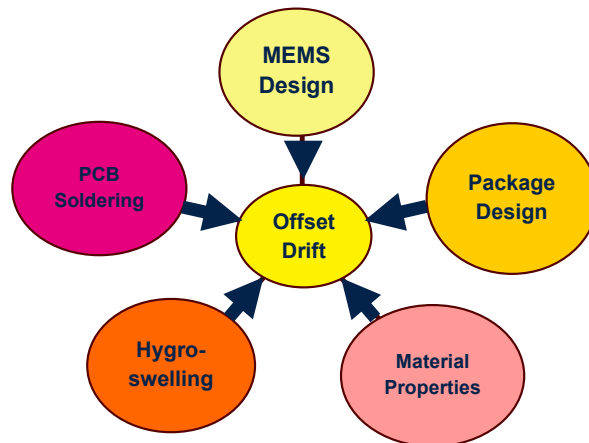 MEMS
Design
PCB
Soldering
Package
Design
Offset
Drift
Hygro-
swelling
Material
Properties